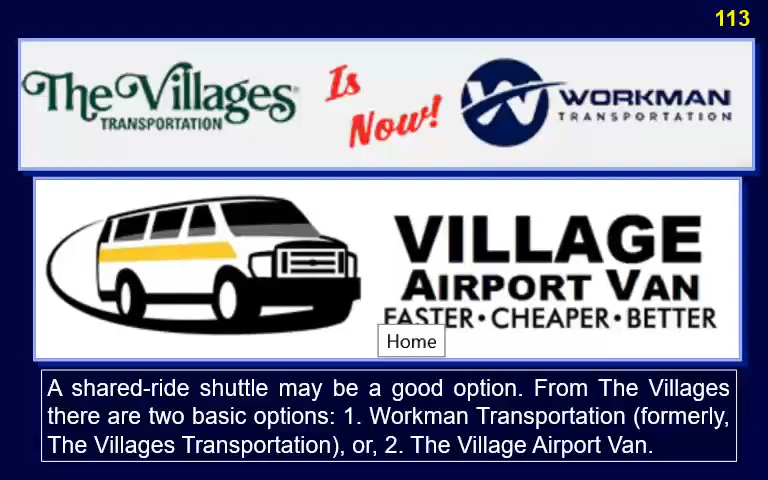 113
The Villages
TRANSPORTATION
Is
Now!
WORKMAN
TRANSPORTATION
VILLAGE
AIRPORT VAN
FASTER • CHEAPER • BETTER
Home
A shared-ride shuttle may be a good option. From The Villages
there are two basic options: 1. Workman Transportation (formerly,
The Villages Transportation), or, 2. The Village Airport Van.